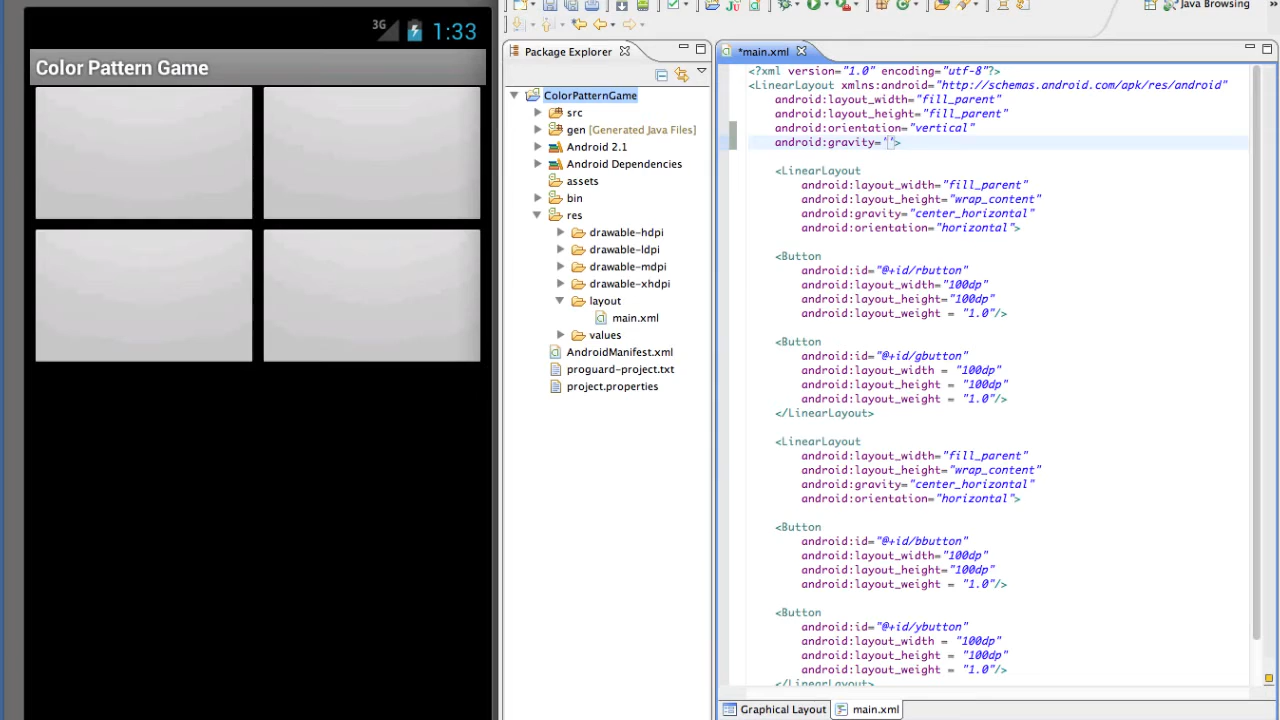 3G 1:33
Color Pattern Game
Java Browsing
Package Explorer
ColorPatternGame
src
gen [Generated Java Files]
Android 2.1
Android Dependencies
assets
bin
res
drawable-hdpi
drawable-ldpi
drawable-mdpi
drawable-xhdpi
layout
main.xml
values
AndroidManifest.xml
proguard-project.txt
project.properties
*main.xml
<?xml version="1.0" encoding="utf-8"?>
<LinearLayout xmlns:android="http://schemas.android.com/apk/res/android"
android:layout_width="fill_parent"
android:layout_height="fill_parent"
android:orientation="vertical"
android:gravity="">
<LinearLayout
android:layout_width="fill_parent"
android:layout_height="wrap_content"
android:gravity="center_horizontal"
android:orientation="horizontal">
<Button
android:id="@+id/rbutton"
android:layout_width="100dp"
android:layout_height="100dp"
android:layout_weight = "1.0"/>
<Button
android:id="@+id/gbutton"
android:layout_width = "100dp"
android:layout_height = "100dp"
android:layout_weight = "1.0"/>
</LinearLayout>
<LinearLayout
android:layout_width="fill_parent"
android:layout_height="wrap_content"
android:gravity="center_horizontal"
android:orientation="horizontal">
<Button
android:id="@+id/bbutton"
android:layout_width="100dp"
android:layout_height="100dp"
android:layout_weight = "1.0"/>
<Button
android:id="@+id/ybutton"
android:layout_width = "100dp"
android:layout_height = "100dp"
android:layout_weight = "1.0"/>
</LinearLayout>
Graphical Layout
main.xml